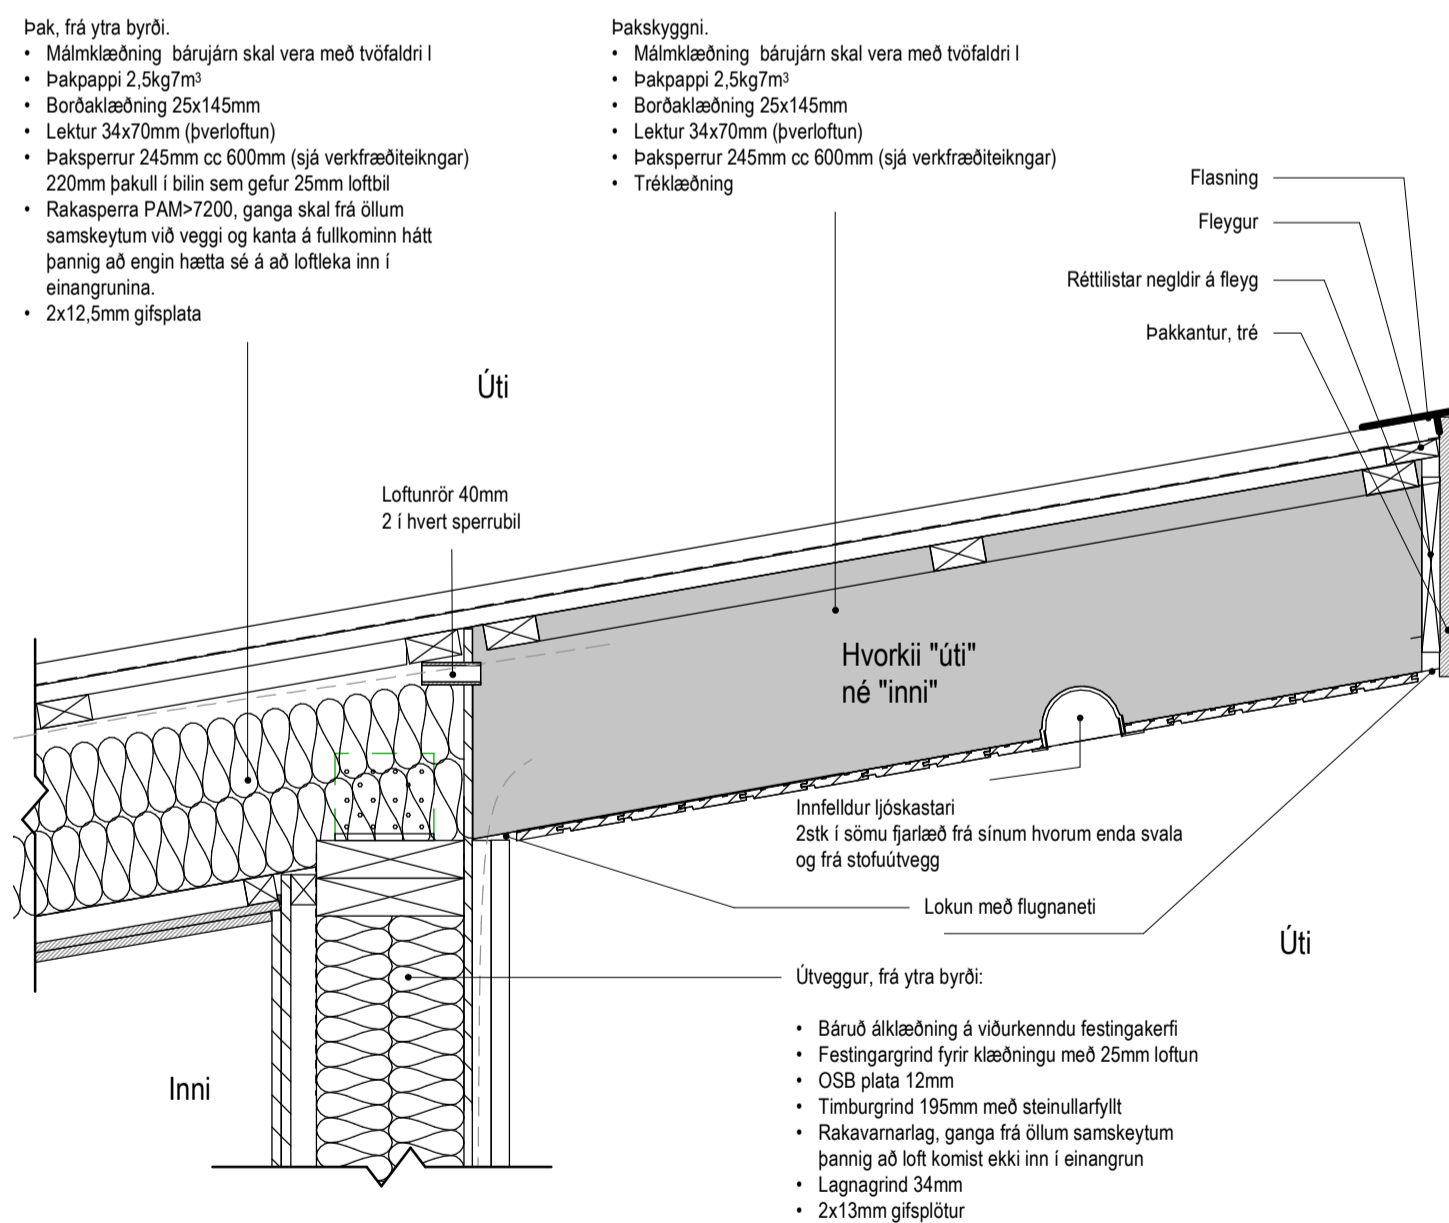 Þak, frá ytra byrði.
• Málmklæðning bárujárn skal vera með tvöfaldri l
• Þakpappi 2,5kg7m³
• Borðaklæðning 25x145mm
• Lektur 34x70mm (þverloftun)
• Þaksperrur 245mm cc 600mm (sjá verkfræðiteikngar)
220mm þakull í bilin sem gefur 25mm loftbil
• Rakasperra PAM>7200, ganga skal frá öllum
samskeytum við veggi og kanta á fullkominn hátt
þannig að engin hætta sé á að loftleka inn í
einangrunina.
• 2x12,5mm gifsplata
Þakskyggni.
• Málmklæðning bárujárn skal vera með tvöfaldri l
• Þakpappi 2,5kg7m³
• Borðaklæðning 25x145mm
• Lektur 34x70mm (þverloftun)
• Þaksperrur 245mm cc 600mm (sjá verkfræðiteikngar)
• Tréklæðning
Flasning
Fleygur
Réttilistar negldir á fleyg
Þakkantur, tré
Úti
Loftunrör 40mm
2 í hvert sperrubil
Hvorkii "úti"
né "inni"
Innfelldur ljóskastari
2stk í sömu fjarlæð frá sínum hvorum enda svala
og frá stofuútvegg
Lokun með flugnaneti
Úti
Útveggur, frá ytra byrði:
• Báruð álklæðning á viðurkenndu festingakerfi
• Festingargrind fyrir klæðningu með 25mm loftun
• OSB plata 12mm
• Timburgrind 195mm með steinullarfyllt
• Rakavarnarlag, ganga frá öllum samskeytum
þannig að loft komist ekki inn í einangrun
• Lagnagrind 34mm
• 2x13mm gifsplötur
Inni